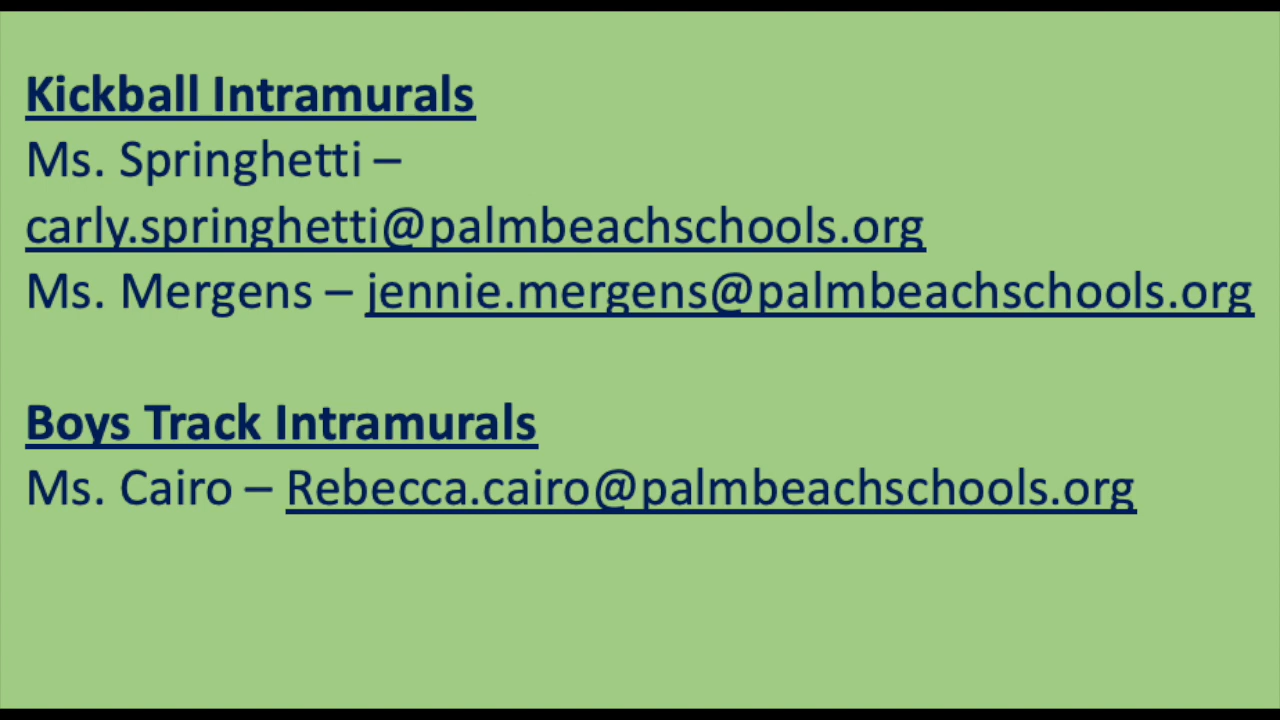 Kickball Intramurals
Ms. Springhetti –
carly.springhetti@palmbeachschools.org
Ms. Mergens – jennie.mergens@palmbeachschools.org
Boys Track Intramurals
Ms. Cairo – Rebecca.cairo@palmbeachschools.org